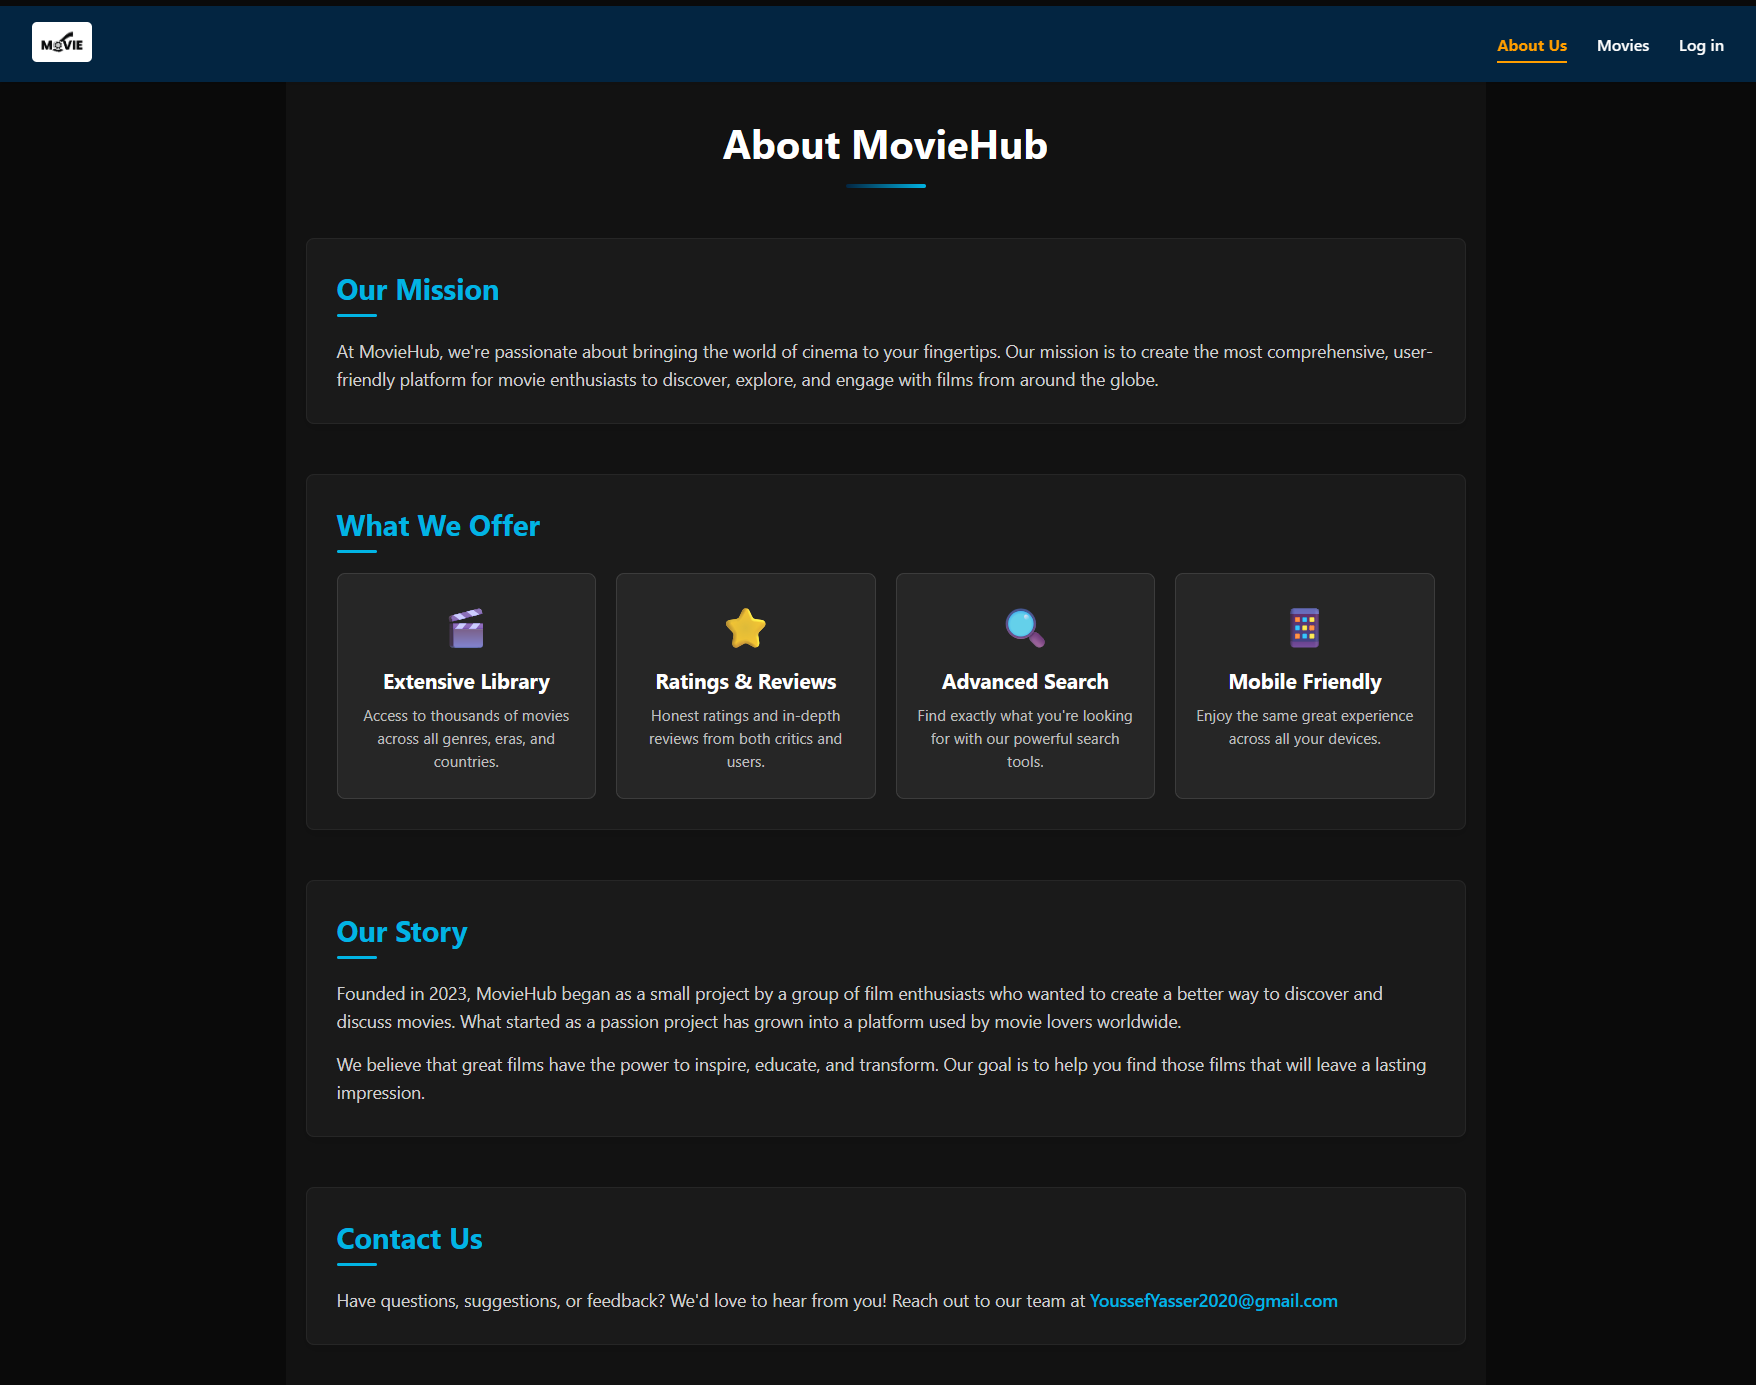 MOVIE
About Us
Movies
Log in
About MovieHub
Our Mission
At MovieHub, we're passionate about bringing the world of cinema to your fingertips. Our mission is to create the most comprehensive, user-
friendly platform for movie enthusiasts to discover, explore, and engage with films from around the globe.
What We Offer
Extensive Library
Access to thousands of movies
across all genres, eras, and
countries.
Ratings & Reviews
Honest ratings and in-depth
reviews from both critics and
users.
Advanced Search
Find exactly what you're looking
for with our powerful search
tools.
Mobile Friendly
Enjoy the same great experience
across all your devices.
Our Story
Founded in 2023, MovieHub began as a small project by a group of film enthusiasts who wanted to create a better way to discover and
discuss movies. What started as a passion project has grown into a platform used by movie lovers worldwide.
We believe that great films have the power to inspire, educate, and transform. Our goal is to help you find those films that will leave a lasting
impression.
Contact Us
Have questions, suggestions, or feedback? We'd love to hear from you! Reach out to our team at YoussefYasser2020@gmail.com